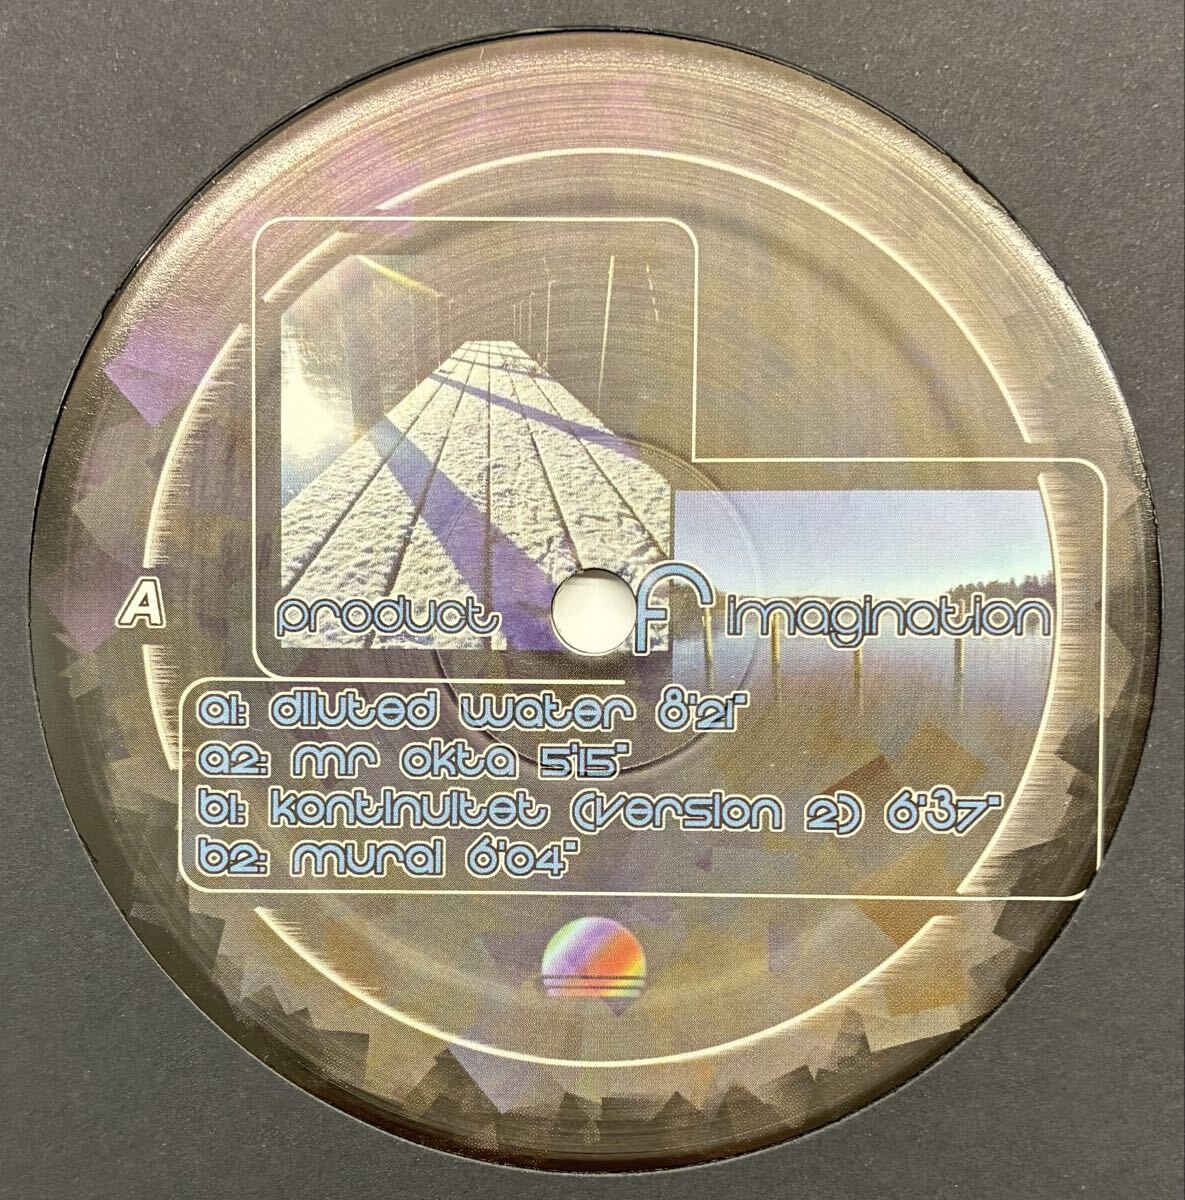 A
product f imagination
a1: diluted water 8'21"
a2: mr okta 5'15"
b1: kontinuitet (version 2) 6'37"
b2: mural 6'04"